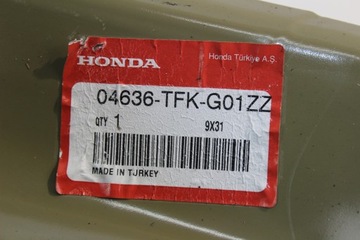 HONDA
Honda Türkiye A.Ş.
04636-TFK-G01ZZ
QTY 1 9X31
MADE IN TURKEY